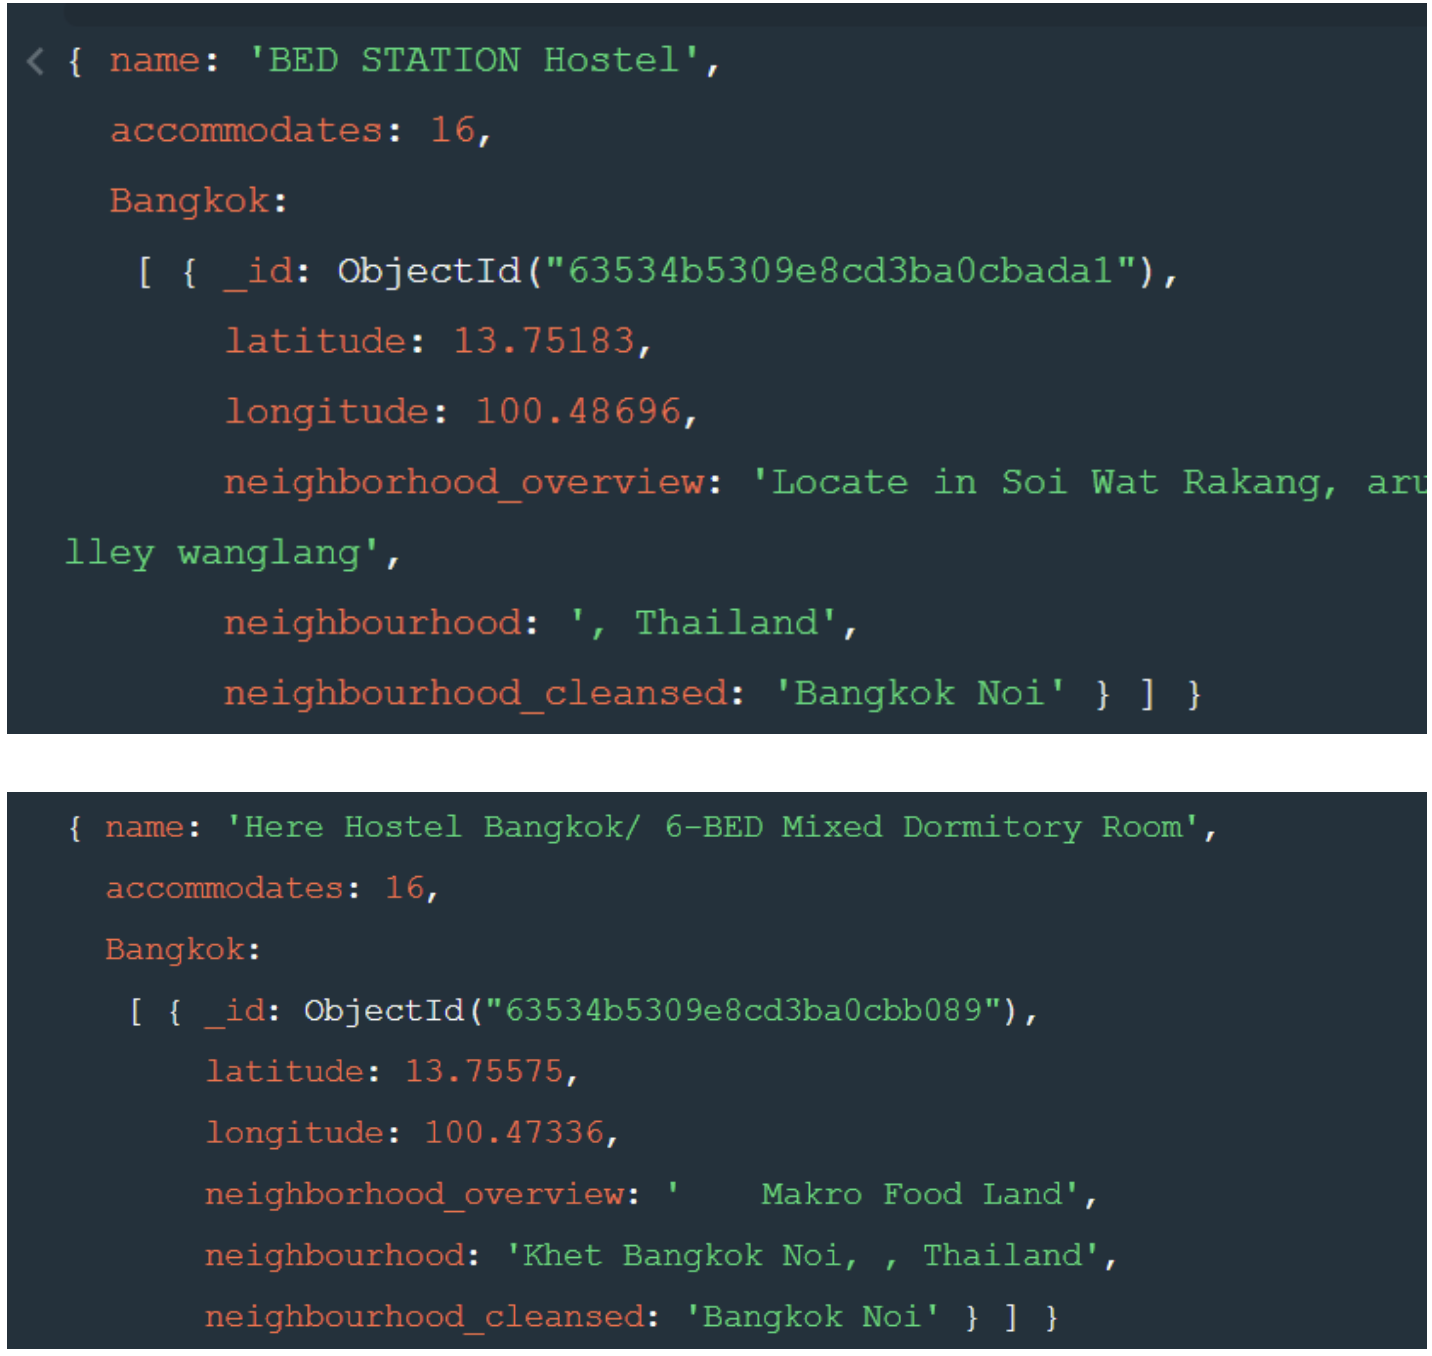 < { name: 'BED STATION Hostel',
accommodates: 16,
Bangkok:
[ { _id: ObjectId("63534b5309e8cd3ba0cbada1"),
latitude: 13.75183,
longitude: 100.48696,
neighborhood_overview: 'Locate in Soi Wat Rakang, aru
lley wanglang',
neighbourhood: ', Thailand',
neighbourhood_cleansed: 'Bangkok Noi' } ] }
{ name: 'Here Hostel Bangkok/ 6-BED Mixed Dormitory Room',
accommodates: 16,
Bangkok:
[ { _id: ObjectId("63534b5309e8cd3ba0cbb089"),
latitude: 13.75575,
longitude: 100.47336,
neighborhood_overview: '    Makro Food Land',
neighbourhood: 'Khet Bangkok Noi, , Thailand',
neighbourhood_cleansed: 'Bangkok Noi' } ] }